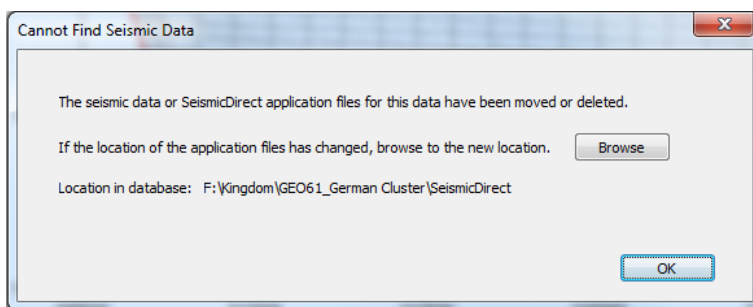 Cannot Find Seismic Data
The seismic data or SeismicDirect application files for this data have been moved or deleted.
If the location of the application files has changed, browse to the new location. Browse
Location in database: F:\Kingdom\GEO61_German Cluster\SeismicDirect
OK